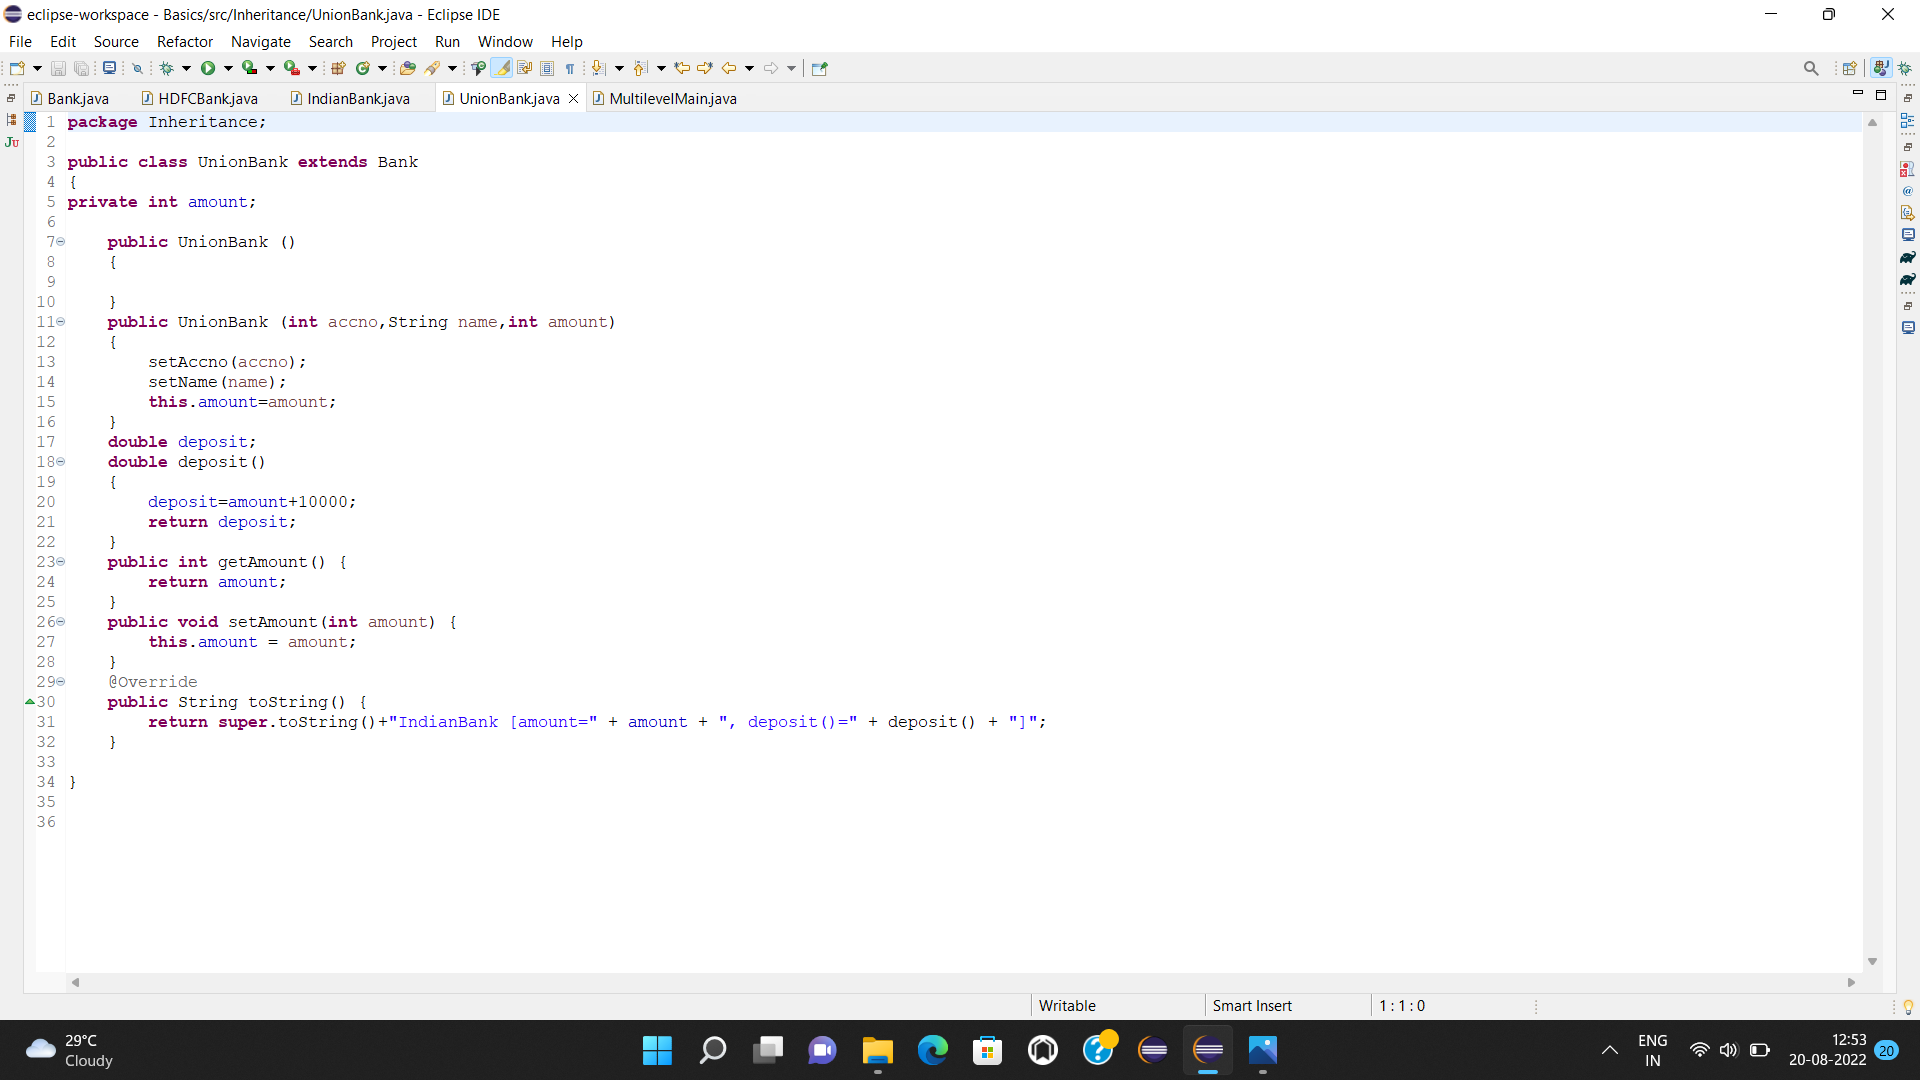 eclipse-workspace - Basics/src/Inheritance/UnionBank.java - Eclipse IDE
File Edit Source Refactor Navigate Search Project Run Window Help
Bank.java HDFCBank.java IndianBank.java UnionBank.java MultilevelMain.java
1 package Inheritance;
2
3 public class UnionBank extends Bank
4 {
5 private int amount;
6
7 public UnionBank ()
8 {
9
10 }
11 public UnionBank (int accno,String name,int amount)
12 {
13 setAccno(accno);
14 setName(name);
15 this.amount=amount;
16 }
17 double deposit;
18 double deposit()
19 {
20 deposit=amount+10000;
21 return deposit;
22 }
23 public int getAmount() {
24 return amount;
25 }
26 public void setAmount(int amount) {
27 this.amount = amount;
28 }
29 @Override
30 public String toString() {
31 return super.toString()+"IndianBank [amount=" + amount + ", deposit()=" + deposit() + "]";
32 }
33
34 }
35
36
Writable Smart Insert 1 : 1 : 0
29°C
Cloudy
ENG
IN
12:53
20-08-2022
20